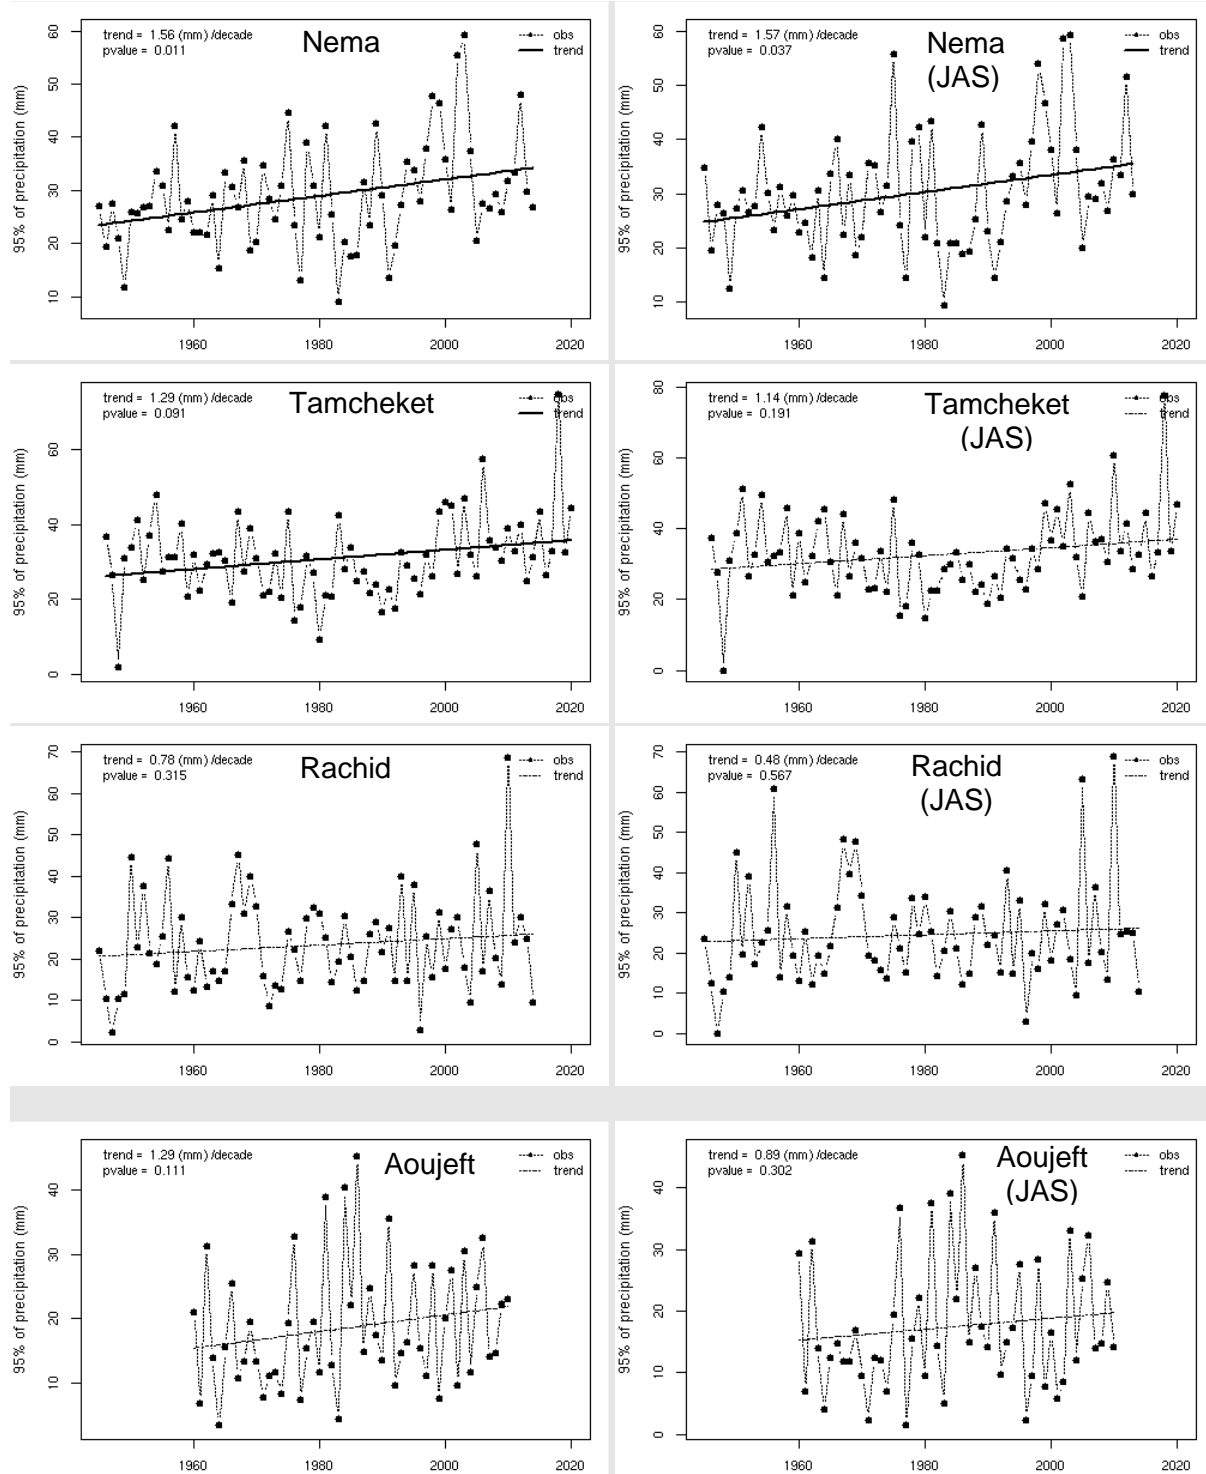 trend = 1.56 (mm) /decade
pvalue = 0.011
Nema
obs
trend
95% of precipitation (mm)
60
50
40
30
20
10
1960 1980 2000 2020
trend = 1.57 (mm) /decade
pvalue = 0.037
Nema
(JAS)
obs
trend
95% of precipitation (mm)
60
50
40
30
20
10
1960 1980 2000 2020
trend = 1.29 (mm) /decade
pvalue = 0.091
Tamcheket
obs
trend
95% of precipitation (mm)
60
40
20
0
1960 1980 2000 2020
trend = 1.14 (mm) /decade
pvalue = 0.191
Tamcheket
(JAS)
obs
trend
95% of precipitation (mm)
80
60
40
20
0
1960 1980 2000 2020
trend = 0.78 (mm) /decade
pvalue = 0.315
Rachid
obs
trend
95% of precipitation (mm)
70
60
50
40
30
20
10
0
1960 1980 2000 2020
trend = 0.48 (mm) /decade
pvalue = 0.567
Rachid
(JAS)
obs
trend
95% of precipitation (mm)
70
60
50
40
30
20
10
0
1960 1980 2000 2020
trend = 1.29 (mm) /decade
pvalue = 0.111
Aoujeft
obs
trend
95% of precipitation (mm)
40
30
20
10
1960 1980 2000 2020
trend = 0.89 (mm) /decade
pvalue = 0.302
Aoujeft
(JAS)
obs
trend
95% of precipitation (mm)
40
30
20
10
0
1960 1980 2000 2020